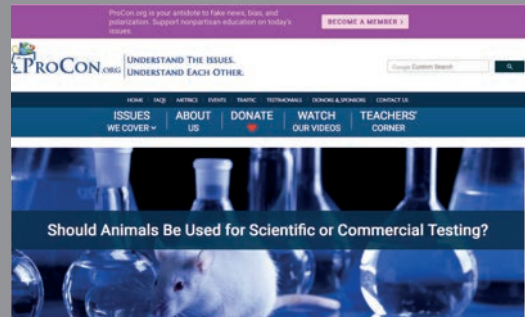 ProCon.org is your antidote to fake news, bias, and
polarization. Support nonpartisan education on today's
issues.
BECOME A MEMBER ›
PROCON.ORG
UNDERSTAND THE ISSUES.
UNDERSTAND EACH OTHER.
Google Custom Search
HOME FAQS METRICS EVENTS TRAFFIC TESTIMONIALS DONORS & SPONSORS CONTACT US
ISSUES ABOUT DONATE WATCH TEACHERS'
WE COVER US OUR VIDEOS CORNER
Should Animals Be Used for Scientific or Commercial Testing?